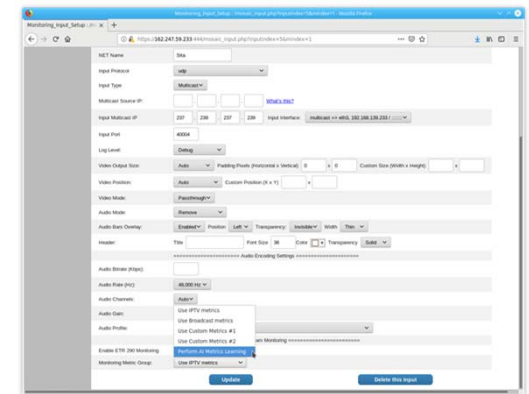 Monitoring_Input_Setup : /mosaic_input.php?inputindex=5&mindex=1 - Mozilla Firefox
Monitoring_Input_Setup
https://162.247.59.233:444/mosaic_input.php?inputindex=5&mindex=1
NET Name
Input Protocol udp
Input Type Multicast
Multicast Source IP: What's this?
Input Multicast IP 237 239 237 239 Input Interface: multicast => eth3, 192.168.139.233 /
Input Port 40004
Log Level: Debug
Video Output Size: Auto Padding Pixels (Horizontal x Vertical) 0 x 0 Custom Size (Width x Height) x
Video Position: Auto Custom Position (X x Y) x
Video Mode: Passthrough
Audio Mode: Remove
Audio Bars Overlay: Enabled Position Left Transparency: Invisible Width Thin
Header: Title Font Size 36 Color Transparency Solid
Audio Encoding Settings
Audio Bitrate (Kbps):
Audio Rate (Hz): 48,000 Hz
Audio Channels: Auto
Audio Gain:
Use IPTV metrics
Use Broadcast metrics
Use Custom Metrics #1
Audio Profile:
Use Custom Metrics #2
Monitoring
Enable ETR 290 Monitoring
Perform AI Metrics Learning
Monitoring Metric Group: Use IPTV metrics
Update Delete this Input